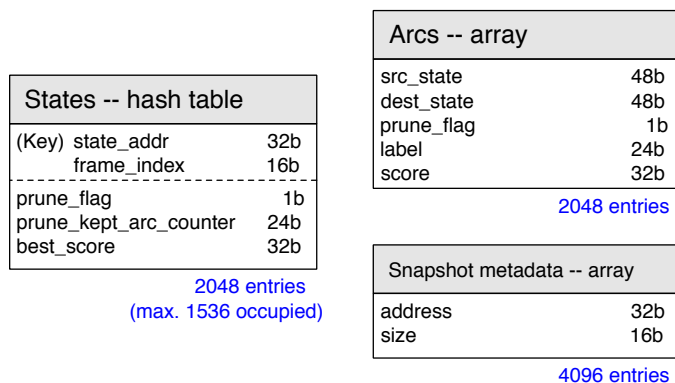 States -- hash table
(Key) state_addr 32b
frame_index 16b
prune_flag 1b
prune_kept_arc_counter 24b
best_score 32b
2048 entries
(max. 1536 occupied)
Arcs -- array
src_state 48b
dest_state 48b
prune_flag 1b
label 24b
score 32b
2048 entries
Snapshot metadata -- array
address 32b
size 16b
4096 entries